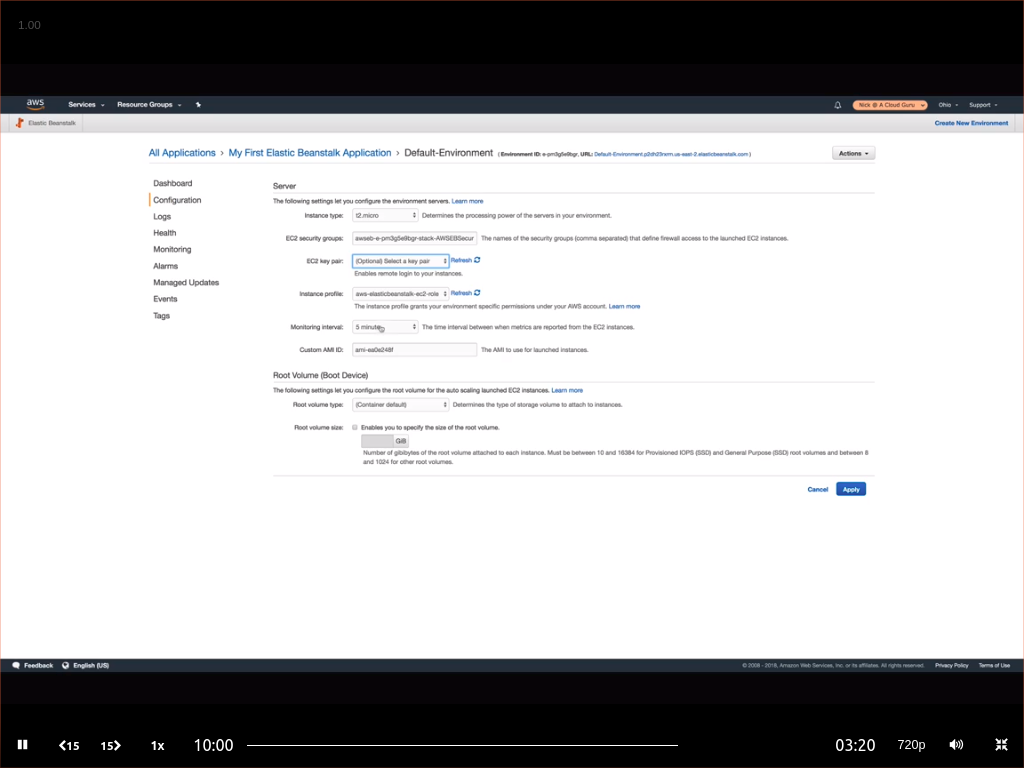 1.00
aws Services Resource Groups Nick @ A Cloud Guru Ohio Support
Elastic Beanstalk Create New Environment
All Applications › My First Elastic Beanstalk Application › Default-Environment ( Environment ID: e-pm3g5e9bgr, URL: Default-Environment.p2dh23nerm.us-east-2.elasticbeanstalk.com ) Actions
Dashboard
Configuration
Logs
Health
Monitoring
Alarms
Managed Updates
Events
Tags
Server
The following settings let you configure the environment servers. Learn more
Instance type: t2.micro Determines the processing power of the servers in your environment.
EC2 security groups: awseb-e-pm3g5e9bgr-stack-AWSEBSecur The names of the security groups (comma separated) that define firewall access to the launched EC2 instances.
EC2 key pair: (Optional) Select a key pair Refresh
Enables remote login to your instances.
Instance profile: aws-elasticbeanstalk-ec2-role Refresh
The instance profile grants your environment specific permissions under your AWS account. Learn more
Monitoring interval: 5 minute The time interval between when metrics are reported from the EC2 instances.
Custom AMI ID: ami-ea0e248f The AMI to use for launched instances.
Root Volume (Boot Device)
The following settings let you configure the root volume for the auto scaling launched EC2 instances. Learn more
Root volume type: (Container default) Determines the type of storage volume to attach to instances.
Root volume size: Enables you to specify the size of the root volume.
GiB
Number of gibibytes of the root volume attached to each instance. Must be between 10 and 16384 for Provisioned IOPS (SSD) and General Purpose (SSD) root volumes and between 8
and 1024 for other root volumes.
Cancel Apply
Feedback English (US) © 2008 - 2018, Amazon Web Services, Inc. or its affiliates. All rights reserved. Privacy Policy Terms of Use
15 15 1x 10:00 03:20 720p